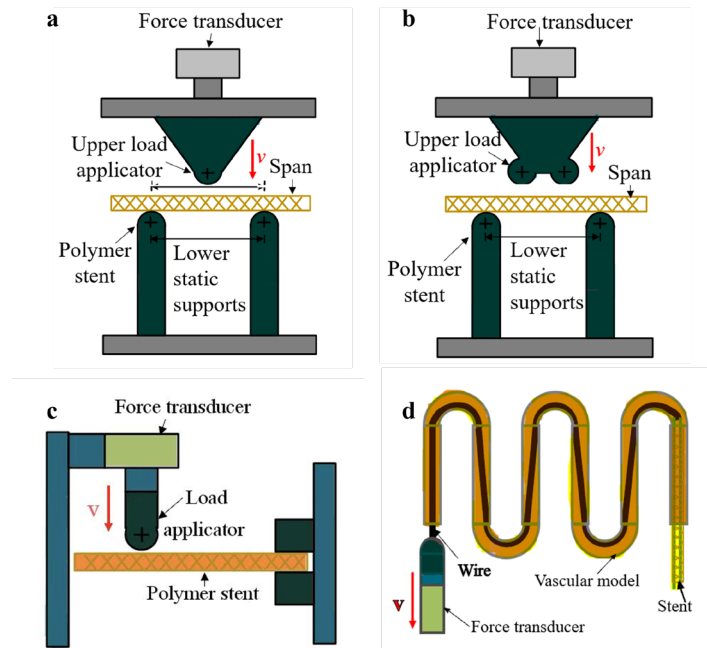 a
Force transducer
Upper load
applicator
v
Span
Polymer
stent
Lower
static
supports
b
Force transducer
Upper load
applicator
v
Span
Polymer
stent
Lower
static
supports
c
Force transducer
v
Load
applicator
Polymer stent
d
Wire
Vascular model
Stent
v
Force transducer